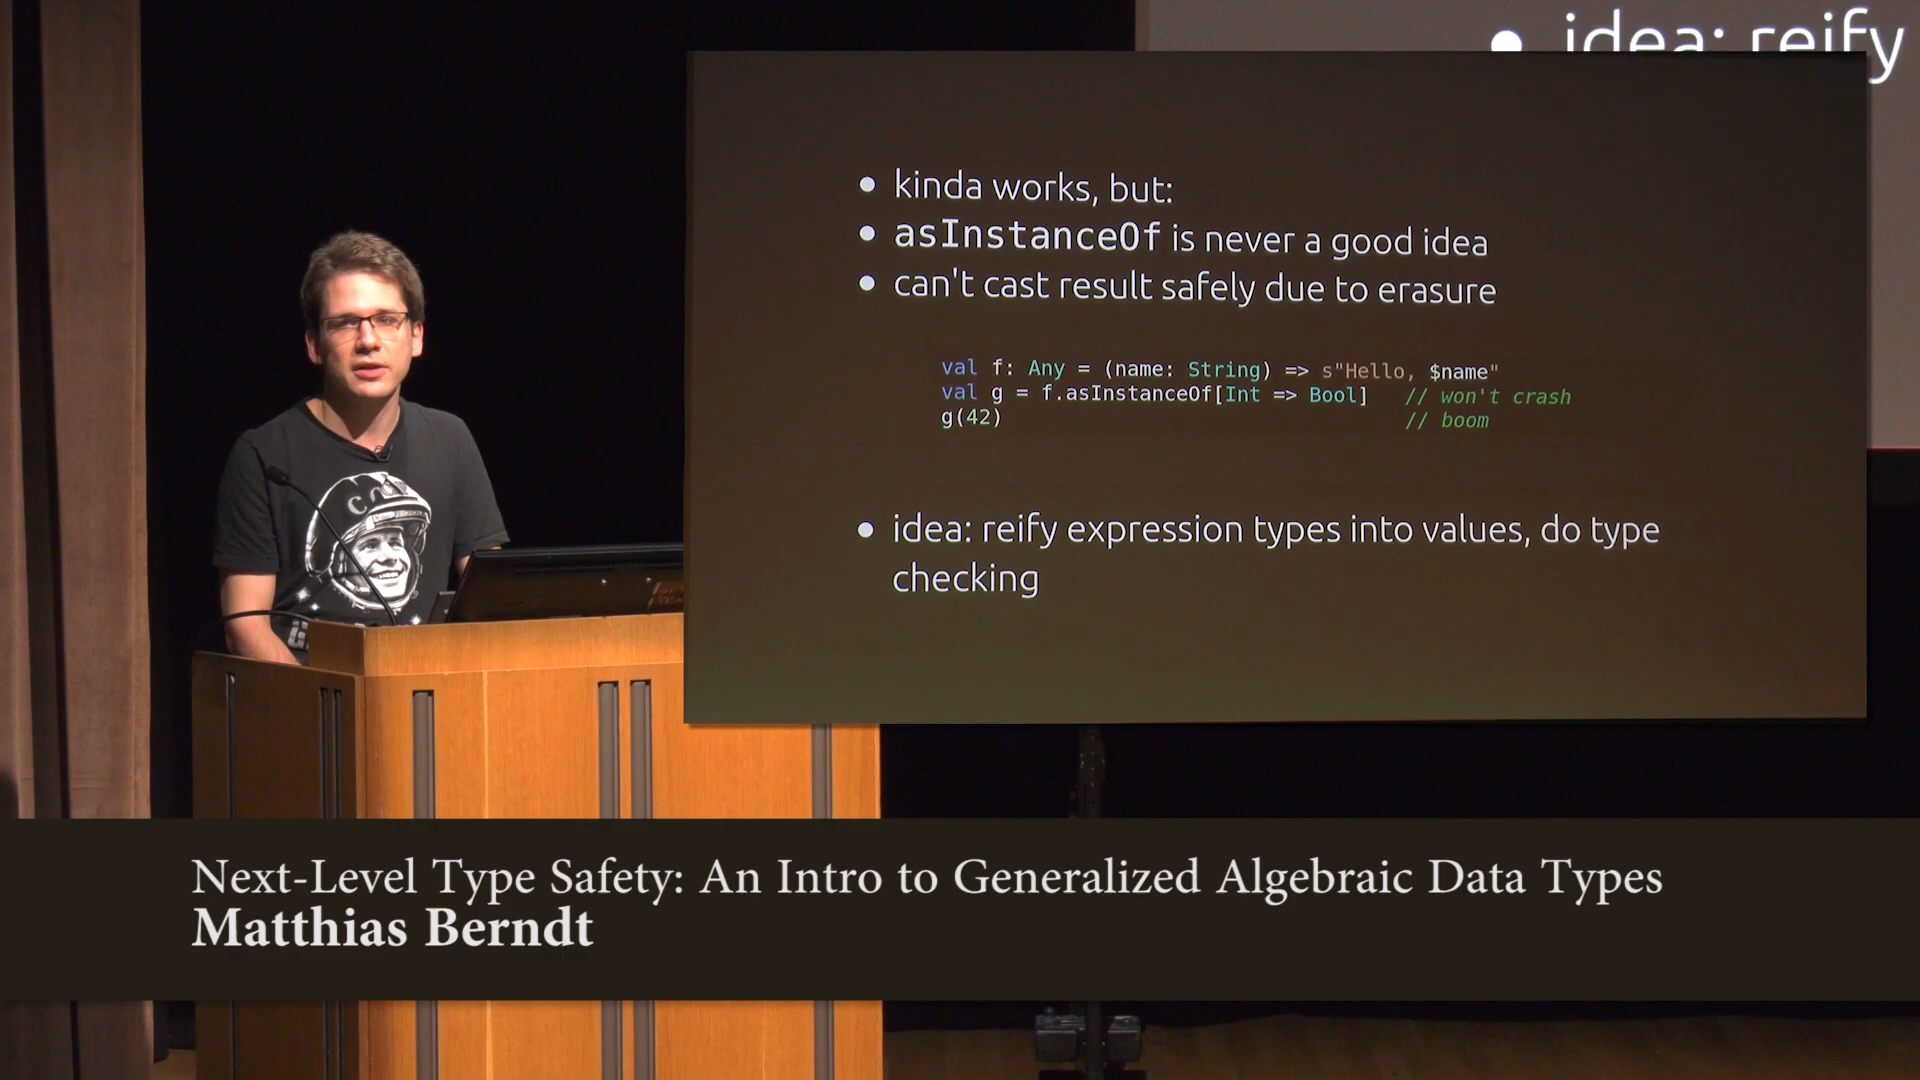 • idea: reify
• kinda works, but:
• asInstanceOf is never a good idea
• can't cast result safely due to erasure
val f: Any = (name: String) => s"Hello, $name"
val g = f.asInstanceOf[Int => Bool] // won't crash
g(42) // boom
• idea: reify expression types into values, do type
checking
Next-Level Type Safety: An Intro to Generalized Algebraic Data Types
Matthias Berndt